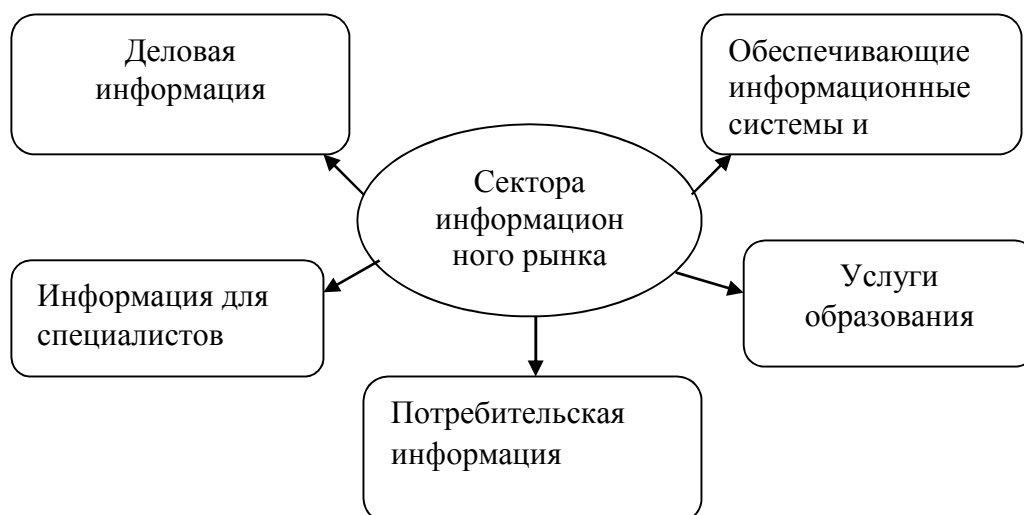 Деловая
информация
Обеспечивающие
информационные
системы и
Сектора
информацион
ного рынка
Информация для
специалистов
Услуги
образования
Потребительская
информация